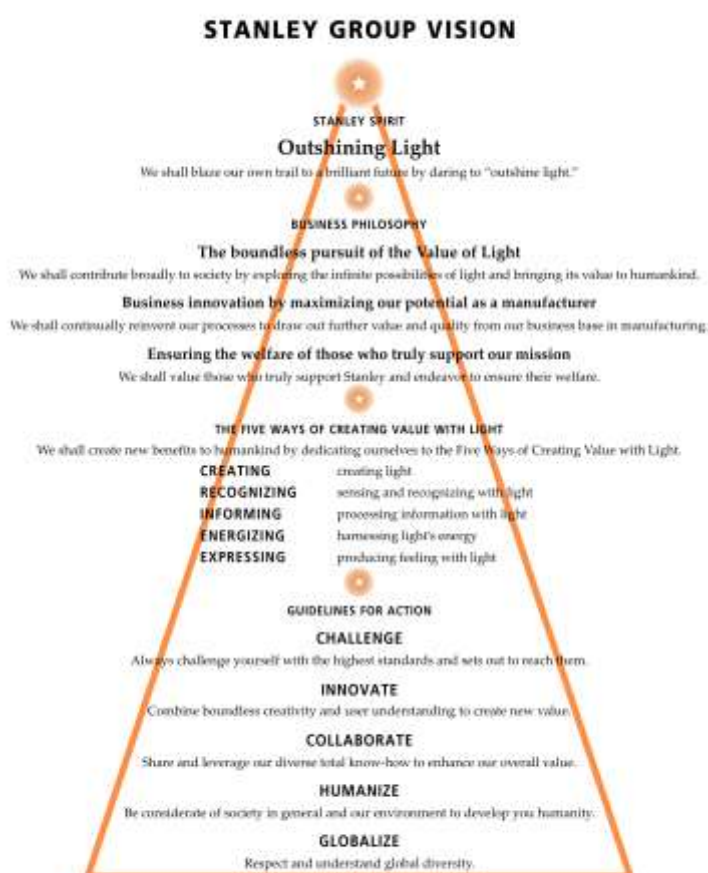 STANLEY GROUP VISION
STANLEY SPIRIT
Outshining Light
We shall blaze our own trail to a brilliant future by daring to “outshine light.”
BUSINESS PHILOSOPHY
The boundless pursuit of the Value of Light
We shall contribute broadly to society by exploring the infinite possibilities of light and bringing its value to humankind.
Business innovation by maximizing our potential as a manufacturer
We shall continually reinvent our processes to draw out further value and quality from our business base in manufacturing.
Ensuring the welfare of those who truly support our mission
We shall value those who truly support Stanley and endeavor to ensure their welfare.
THE FIVE WAYS OF CREATING VALUE WITH LIGHT
We shall create new benefits to humankind by dedicating ourselves to the Five Ways of Creating Value with Light.
CREATING creating light
RECOGNIZING sensing and recognizing with light
INFORMING processing information with light
ENERGIZING harnessing light's energy
EXPRESSING producing feeling with light
GUIDELINES FOR ACTION
CHALLENGE
Always challenge yourself with the highest standards and sets out to reach them.
INNOVATE
Combine boundless creativity and user understanding to create new value.
COLLABORATE
Share and leverage our diverse total know-how to enhance our overall value.
HUMANIZE
Be considerate of society in general and our environment to develop you humanity.
GLOBALIZE
Respect and understand global diversity.